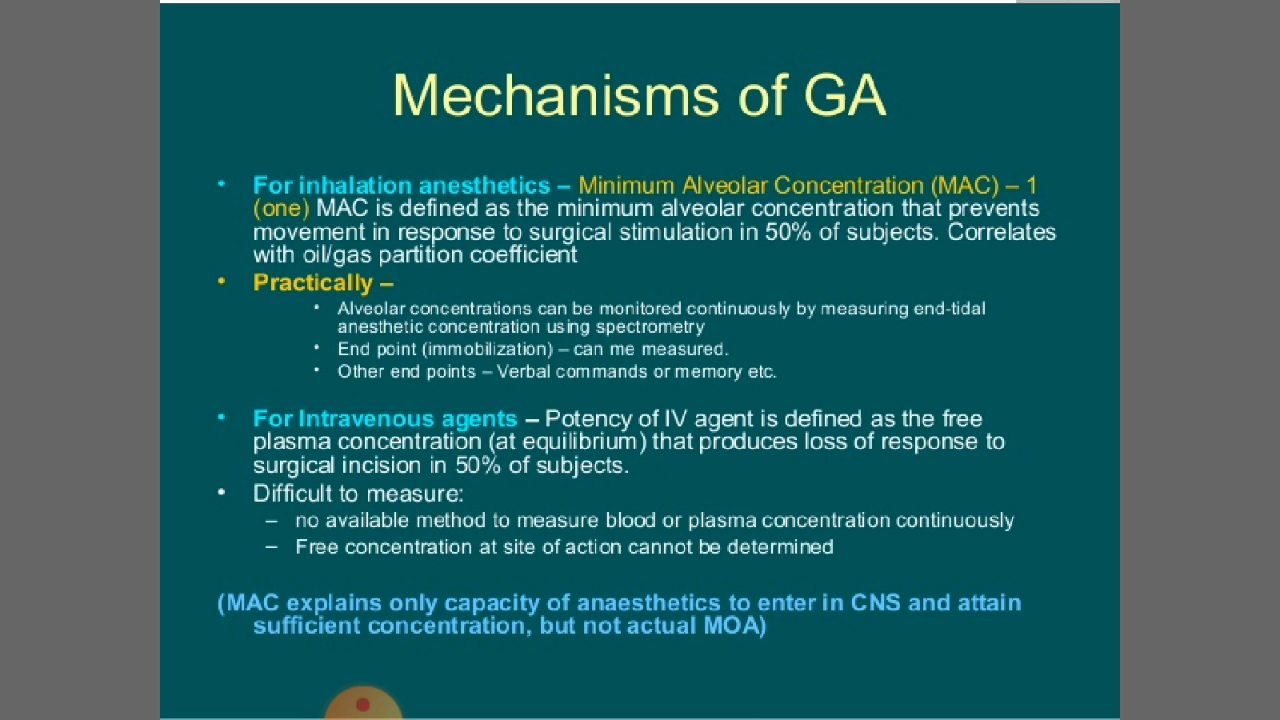 Mechanisms of GA
• For inhalation anesthetics – Minimum Alveolar Concentration (MAC) – 1
(one) MAC is defined as the minimum alveolar concentration that prevents
movement in response to surgical stimulation in 50% of subjects. Correlates
with oil/gas partition coefficient
• Practically –
• Alveolar concentrations can be monitored continuously by measuring end-tidal
anesthetic concentration using spectrometry
• End point (immobilization) – can me measured.
• Other end points – Verbal commands or memory etc.
• For Intravenous agents – Potency of IV agent is defined as the free
plasma concentration (at equilibrium) that produces loss of response to
surgical incision in 50% of subjects.
• Difficult to measure:
– no available method to measure blood or plasma concentration continuously
– Free concentration at site of action cannot be determined
(MAC explains only capacity of anaesthetics to enter in CNS and attain
sufficient concentration, but not actual MOA)